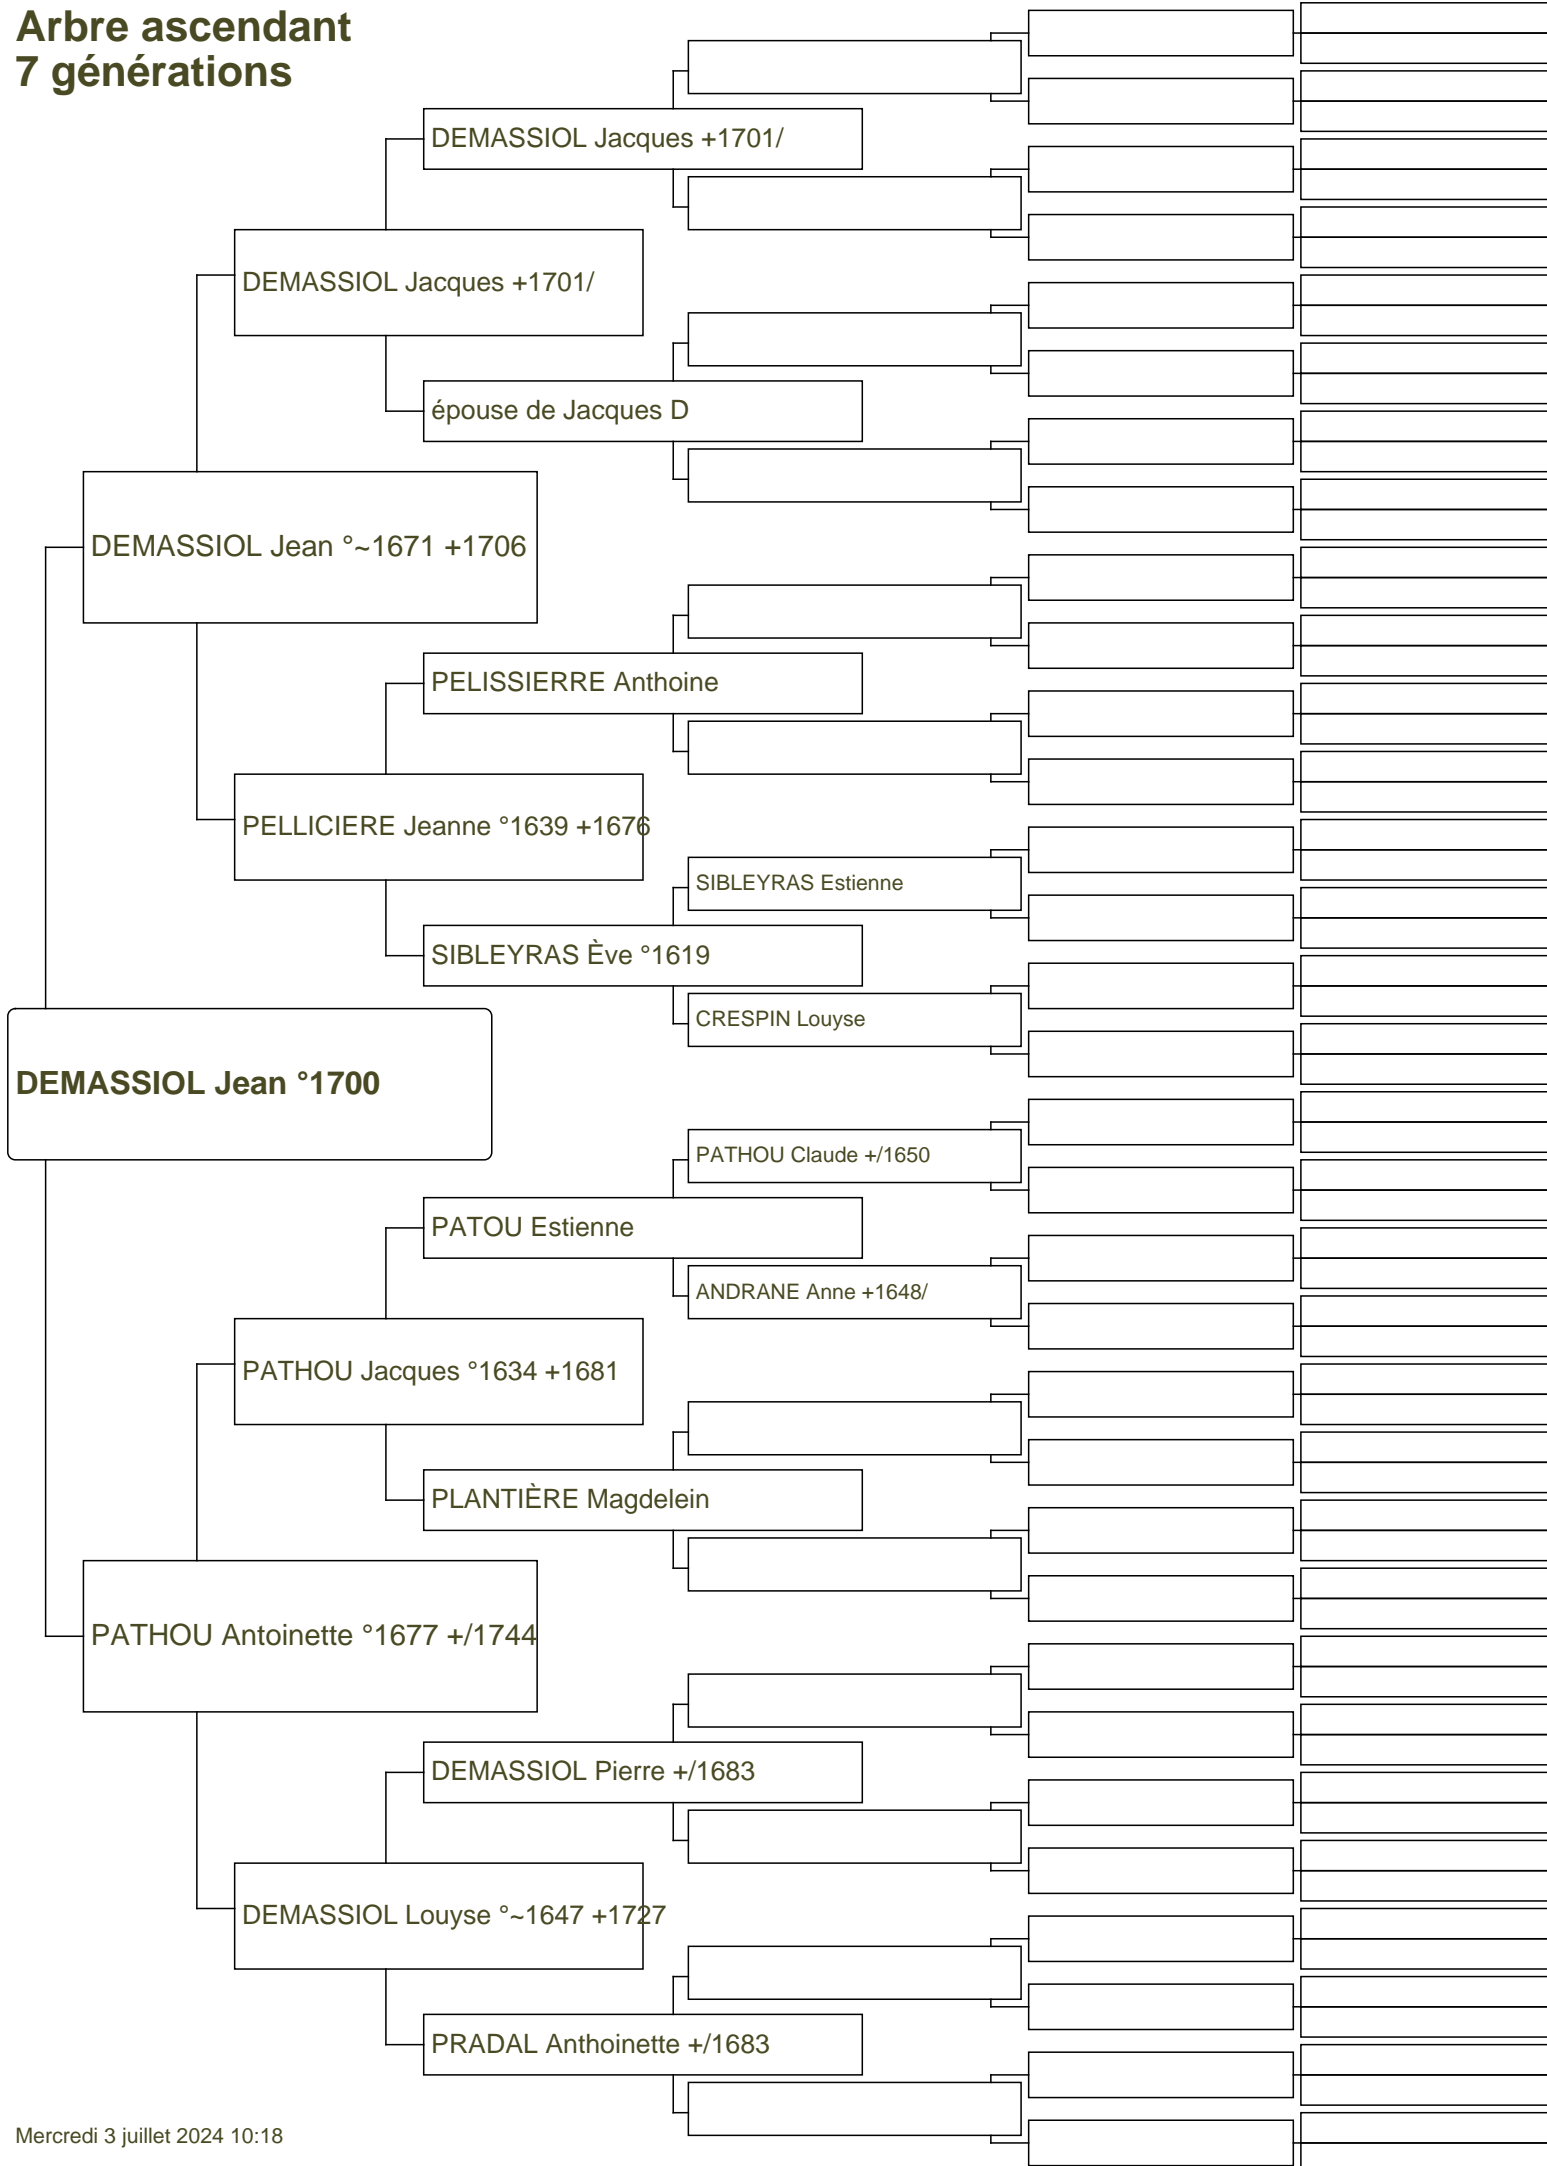 Arbre ascendant
7 générations
DEMASSIOL Jacques +1701/
DEMASSIOL Jacques +1701/
épouse de Jacques D
DEMASSIOL Jean °~1671 +1706
PELISSIERRE Anthoine
PELLICIERE Jeanne °1639 +1676
SIBLEYRAS Estienne
SIBLEYRAS Ève °1619
CRESPIN Louyse
DEMASSIOL Jean °1700
PATHOU Claude +/1650
PATOU Estienne
ANDRANE Anne +1648/
PATHOU Jacques °1634 +1681
PLANTIÈRE Magdelein
PATHOU Antoinette °1677 +/1744
DEMASSIOL Pierre +/1683
DEMASSIOL Louyse °~1647 +1727
PRADAL Anthoinette +/1683
Mercredi 3 juillet 2024 10:18